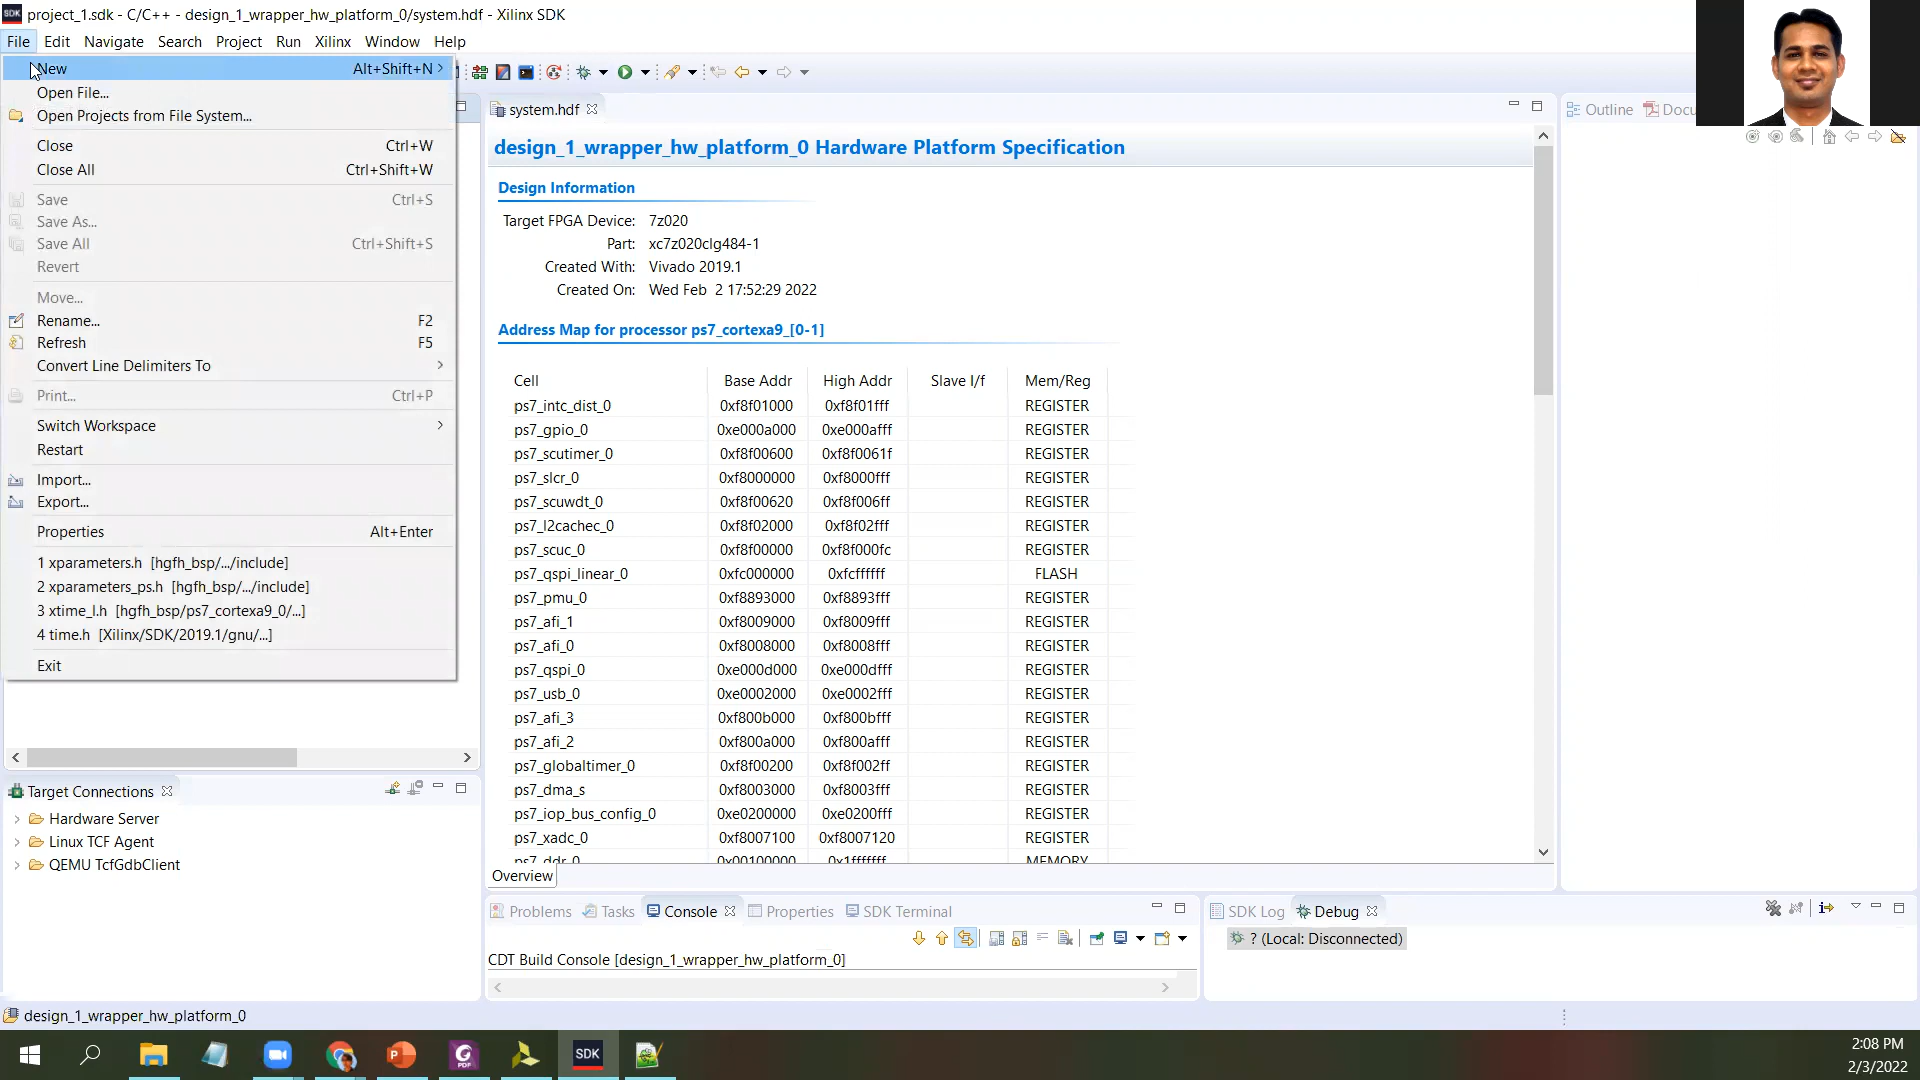 SDK project_1.sdk - C/C++ - design_1_wrapper_hw_platform_0/system.hdf - Xilinx SDK
File Edit Navigate Search Project Run Xilinx Window Help
New Alt+Shift+N
Open File...
Open Projects from File System...
Close Ctrl+W
Close All Ctrl+Shift+W
Save Ctrl+S
Save As...
Save All Ctrl+Shift+S
Revert
Move...
Rename... F2
Refresh F5
Convert Line Delimiters To
Print... Ctrl+P
Switch Workspace
Restart
Import...
Export...
Properties Alt+Enter
1 xparameters.h [hgfh_bsp/.../include]
2 xparameters_ps.h [hgfh_bsp/.../include]
3 xtime_l.h [hgfh_bsp/ps7_cortexa9_0/...]
4 time.h [Xilinx/SDK/2019.1/gnu/...]
Exit
system.hdf
design_1_wrapper_hw_platform_0 Hardware Platform Specification
Design Information
Target FPGA Device: 7z020
Part: xc7z020clg484-1
Created With: Vivado 2019.1
Created On: Wed Feb 2 17:52:29 2022
Address Map for processor ps7_cortexa9_[0-1]
Cell Base Addr High Addr Slave I/f Mem/Reg
ps7_intc_dist_0 0xf8f01000 0xf8f01fff REGISTER
ps7_gpio_0 0xe000a000 0xe000afff REGISTER
ps7_scutimer_0 0xf8f00600 0xf8f0061f REGISTER
ps7_slcr_0 0xf8000000 0xf8000fff REGISTER
ps7_scuwdt_0 0xf8f00620 0xf8f006ff REGISTER
ps7_l2cachec_0 0xf8f02000 0xf8f02fff REGISTER
ps7_scuc_0 0xf8f00000 0xf8f000fc REGISTER
ps7_qspi_linear_0 0xfc000000 0xfcffffff FLASH
ps7_pmu_0 0xf8893000 0xf8893fff REGISTER
ps7_afi_1 0xf8009000 0xf8009fff REGISTER
ps7_afi_0 0xf8008000 0xf8008fff REGISTER
ps7_qspi_0 0xe000d000 0xe000dfff REGISTER
ps7_usb_0 0xe0002000 0xe0002fff REGISTER
ps7_afi_3 0xf800b000 0xf800bfff REGISTER
ps7_afi_2 0xf800a000 0xf800afff REGISTER
ps7_globaltimer_0 0xf8f00200 0xf8f002ff REGISTER
ps7_dma_s 0xf8003000 0xf8003fff REGISTER
ps7_iop_bus_config_0 0xe0200000 0xe0200fff REGISTER
ps7_xadc_0 0xf8007100 0xf8007120 REGISTER
ps7_ddr_0 0x00100000 0x1fffffff MEMORY
Overview
Outline Docu
Target Connections
Hardware Server
Linux TCF Agent
QEMU TcfGdbClient
Problems Tasks Console Properties SDK Terminal
CDT Build Console [design_1_wrapper_hw_platform_0]
SDK Log Debug
? (Local: Disconnected)
design_1_wrapper_hw_platform_0
SDK
PDF
2:08 PM
2/3/2022